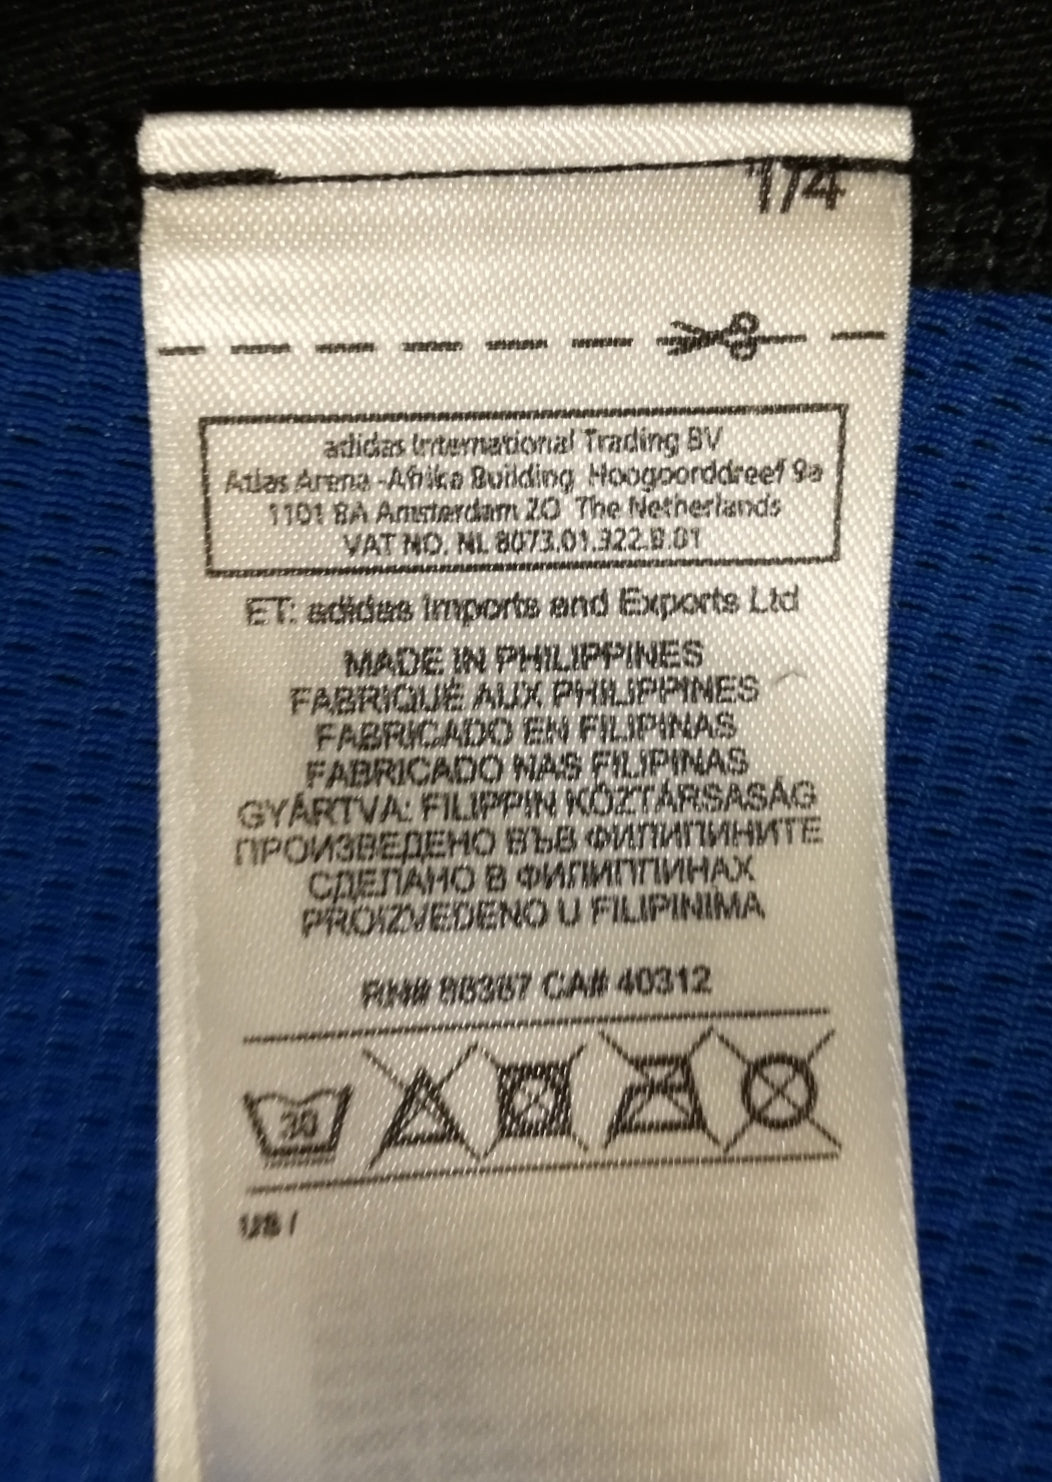 1/4
adidas International Trading BV
Atlas Arena -Afrika Building Hoogoorddreef 9a
1101 BA Amsterdam ZO The Netherlands
VAT NO. NL 8073.01.322.B.01
ET: adidas Imports and Exports Ltd
MADE IN PHILIPPINES
FABRIQUÉ AUX PHILIPPINES
FABRICADO EN FILIPINAS
FABRICADO NAS FILIPINAS
GYÁRTVA: FILIPPIN KÖZTÁRSASÁG
ПРОИЗВЕДЕНО ВЪВ ФИЛИПИНИТЕ
СДЕЛАНО В ФИЛИППИНАХ
PROIZVEDENO U FILIPINIMA
RN# 88387 CA# 40312
30
US /